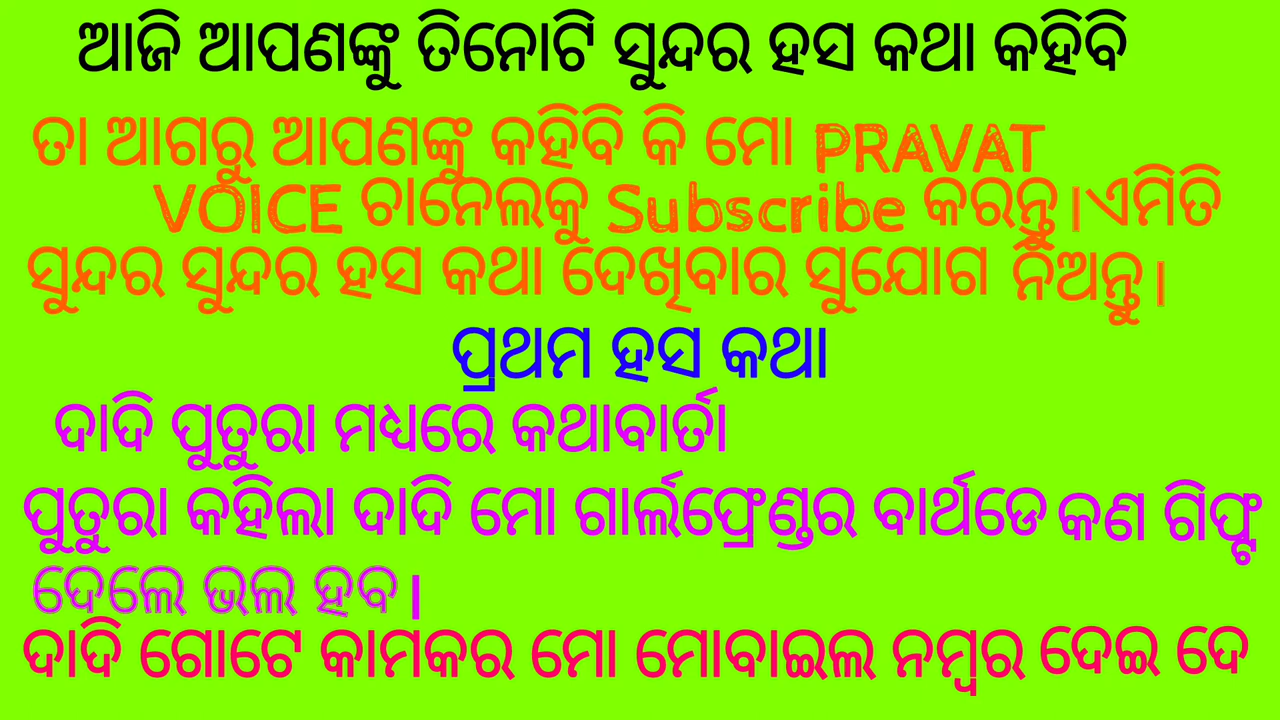 ଆଜି ଆପଣଙ୍କୁ ତିନୋଟି ସୁନ୍ଦର ହସ କଥା କହିବି
ତା ଆଗରୁ ଆପଣଙ୍କୁ କହିବି କି ମୋ PRAVAT
VOICE ଚାନେଲକୁ Subscribe କରନ୍ତୁ।ଏମିତି
ସୁନ୍ଦର ସୁନ୍ଦର ହସ କଥା ଦେଖିବାର ସୁଯୋଗ ନିଅନ୍ତୁ।
ପ୍ରଥମ ହସ କଥା
ଦାଦି ପୁତୁରା ମଧ୍ୟରେ କଥାବାର୍ତା
ପୁତୁରା କହିଲା ଦାଦି ମୋ ଗାର୍ଲଫ୍ରେଣ୍ଡର ବାର୍ଥଡେ କଣ ଗିଫ୍ଟ
ଦେଲେ ଭଲ ହବ।
ଦାଦି ଗୋଟେ କାମକର ମୋ ମୋବାଇଲ ନମ୍ବର ଦେଇ ଦେ